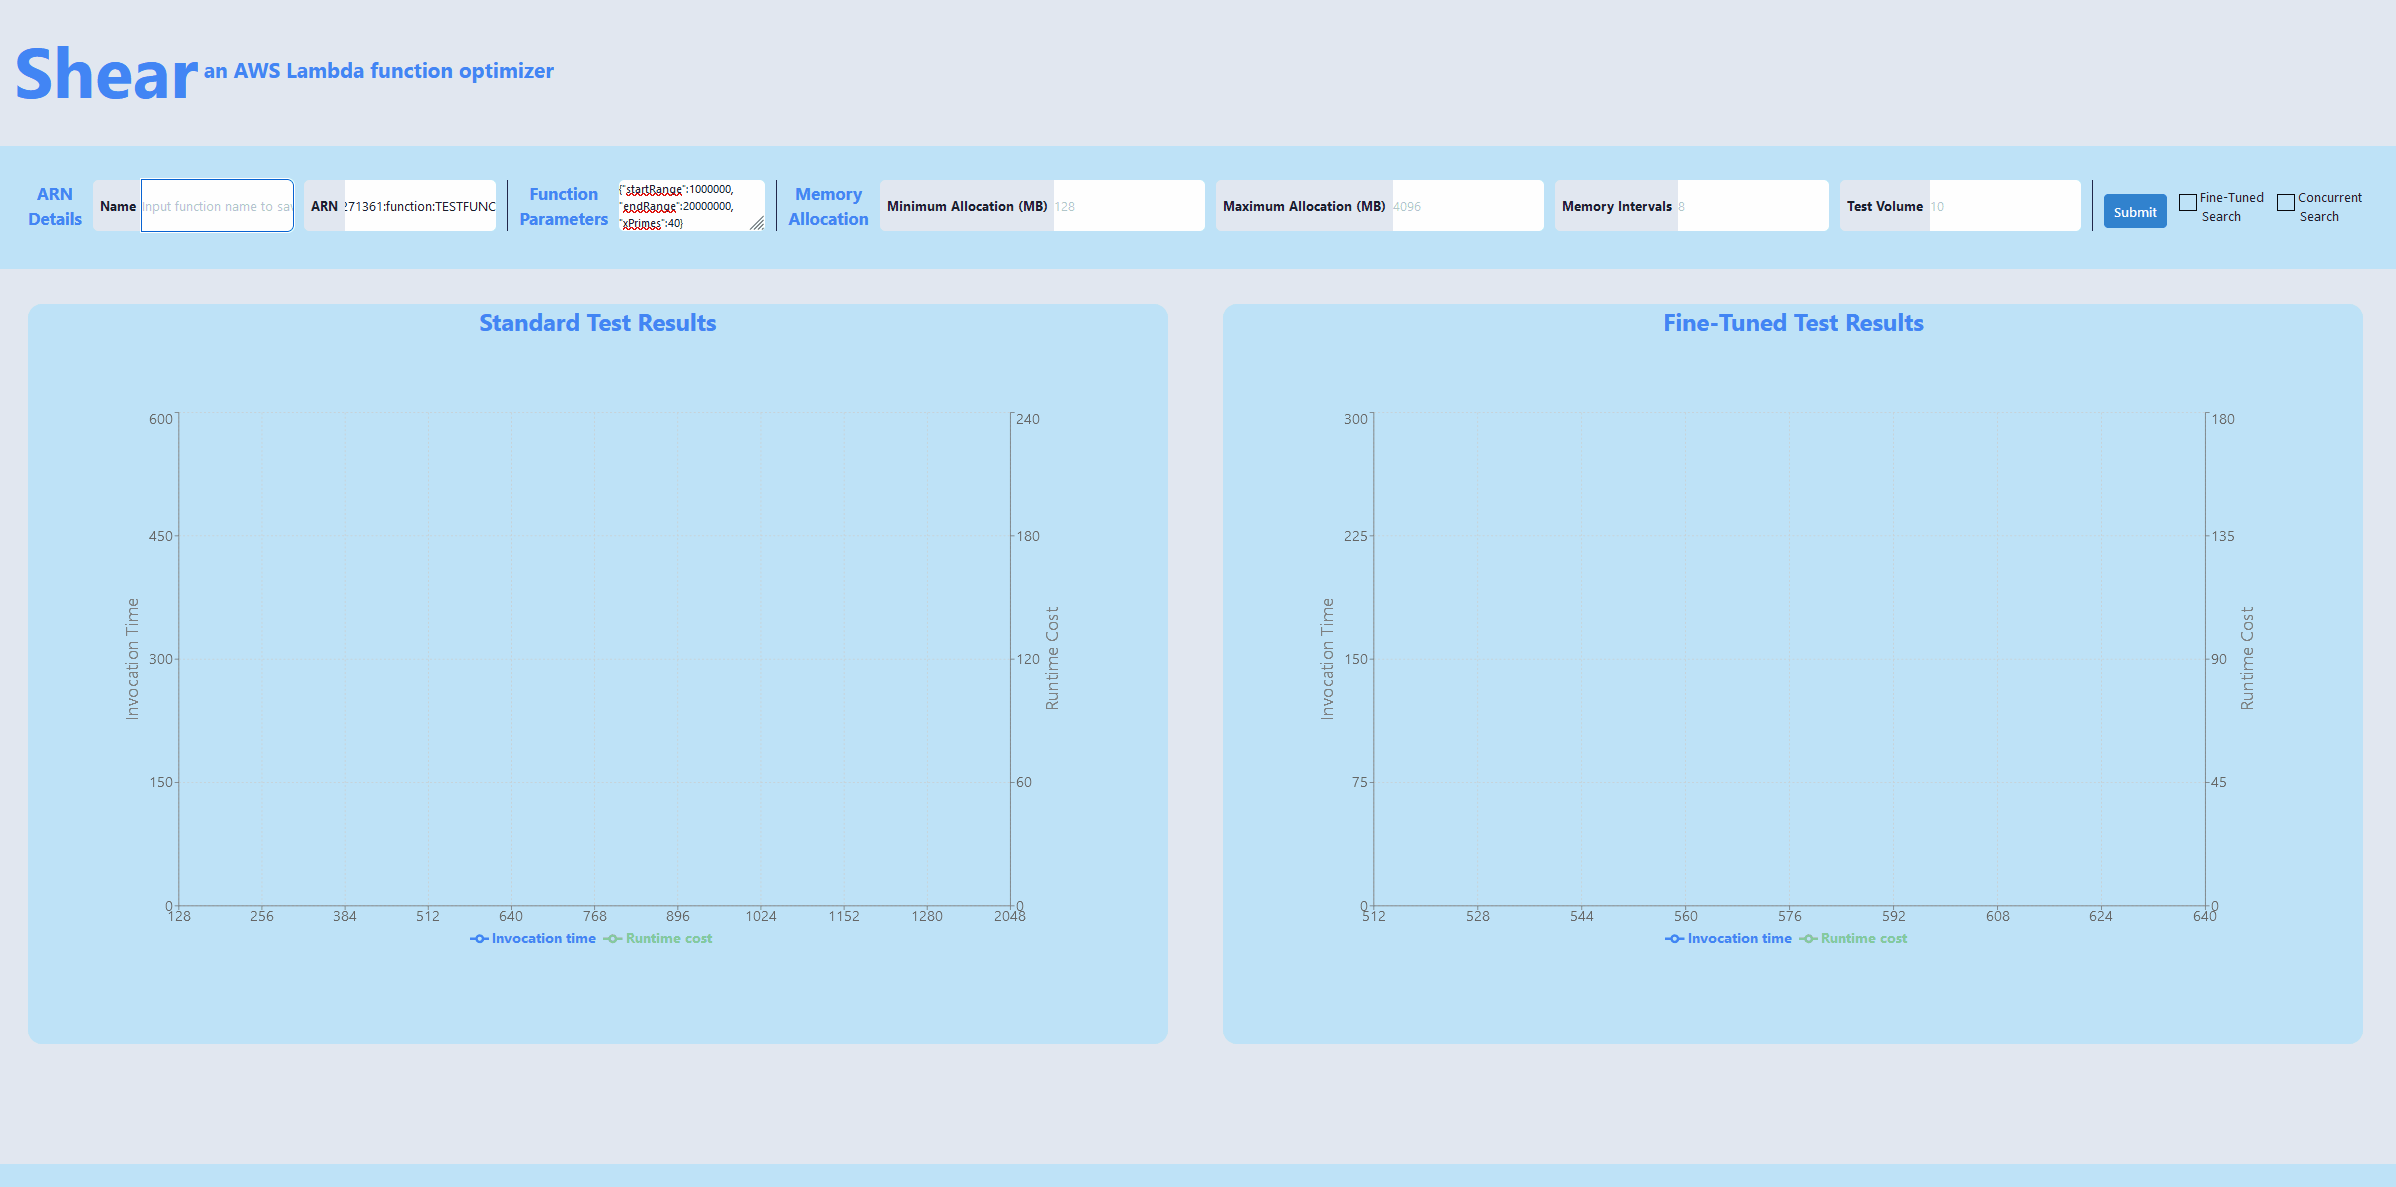 Shear an AWS Lambda function optimizer
ARN
Details
Name Input function name to sav
ARN 271361:function:TESTFUNC
Function
Parameters
{"startRange":1000000,
"endRange":20000000,
"xPrimes":40}
Memory
Allocation
Minimum Allocation (MB) 128
Maximum Allocation (MB) 4096
Memory Intervals 8
Test Volume 10
Submit
Fine-Tuned
Search
Concurrent
Search
Standard Test Results
600
450
300
150
0
Invocation Time
240
180
120
60
0
Runtime Cost
128 256 384 512 640 768 896 1024 1152 1280 2048
Invocation time Runtime cost
Fine-Tuned Test Results
300
225
150
75
0
Invocation Time
180
135
90
45
0
Runtime Cost
512 528 544 560 576 592 608 624 640
Invocation time Runtime cost